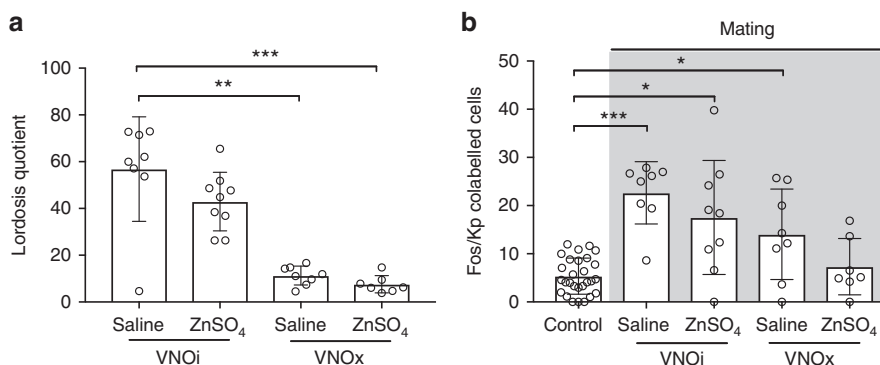 a
Lordosis quotient
100
80
60
40
20
0
***
**
Saline ZnSO4 Saline ZnSO4
VNOi VNOx
b
Mating
Fos/Kp colabelled cells
50
40
30
20
10
0
*
*
***
Control Saline ZnSO4 Saline ZnSO4
VNOi VNOx